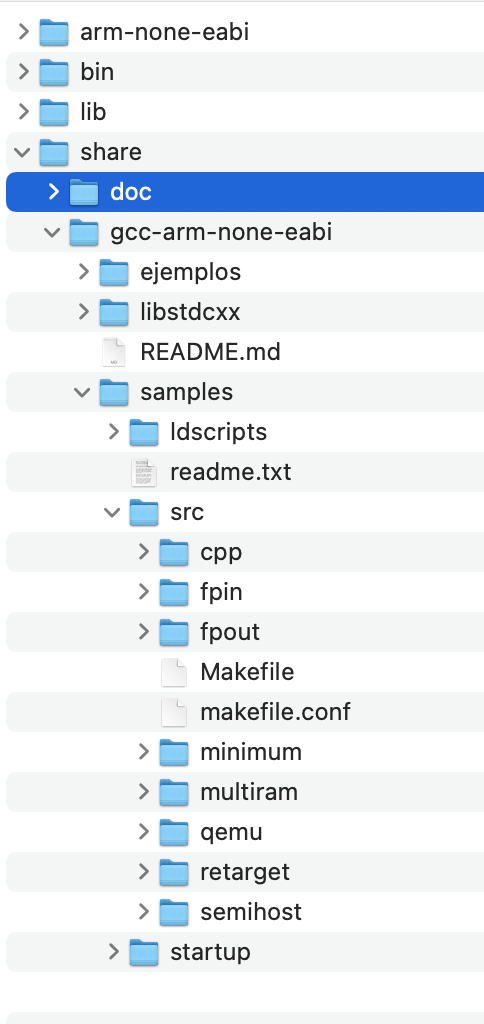 arm-none-eabi
bin
lib
share
doc
gcc-arm-none-eabi
ejemplos
libstdcxx
README.md
samples
ldscripts
readme.txt
src
cpp
fpin
fpout
Makefile
makefile.conf
minimum
multiram
qemu
retarget
semihost
startup